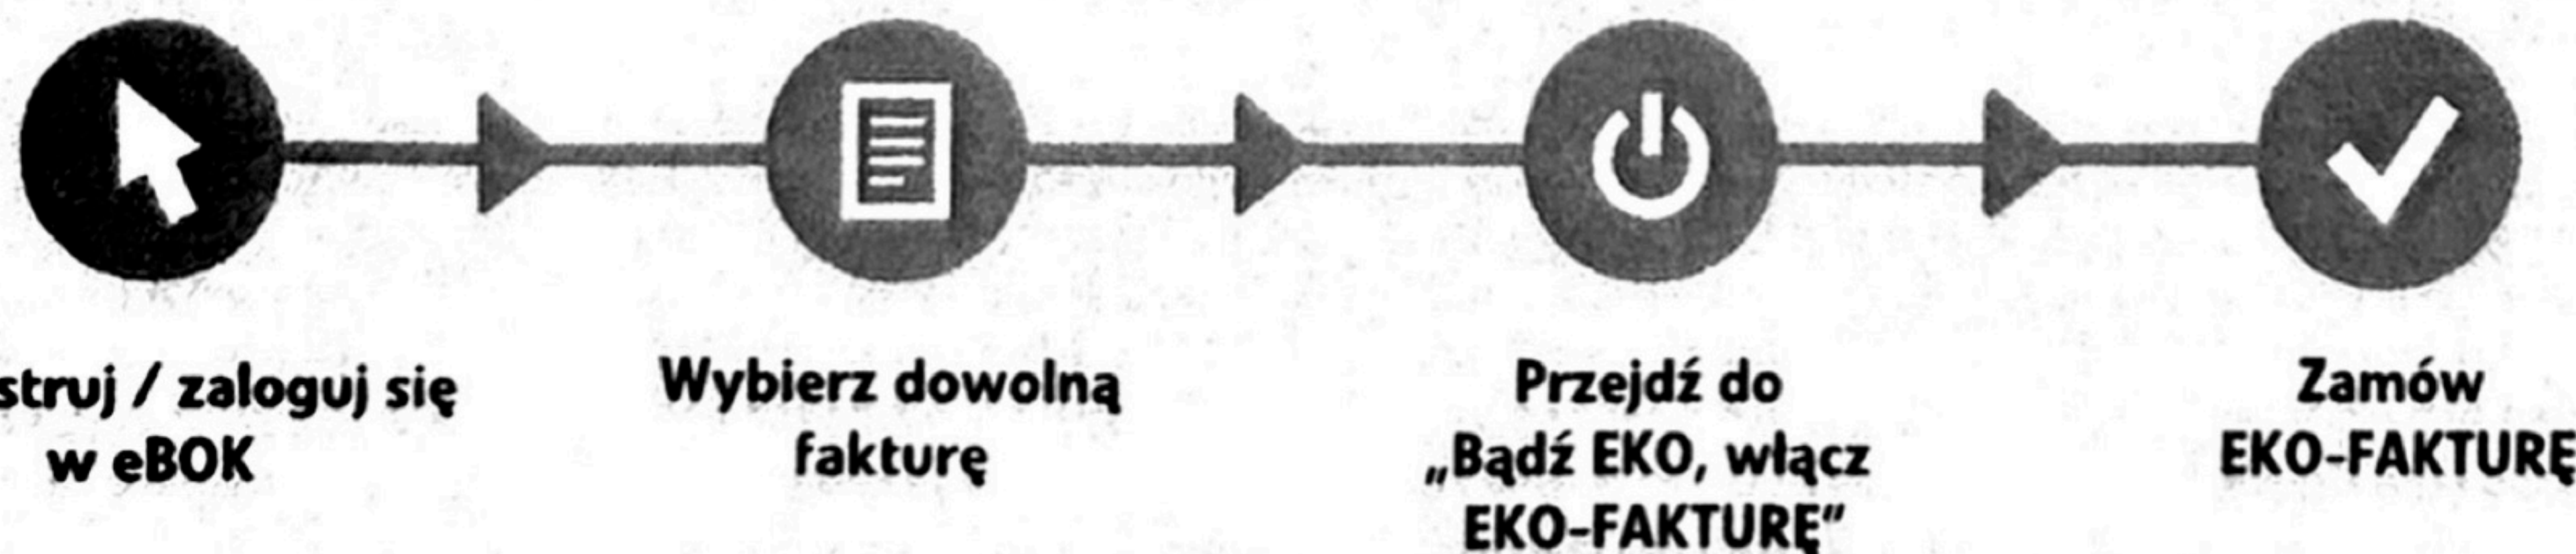 struj / zaloguj się
w eBOK
Wybierz dowolną
fakturę
Przejdź do
„Bądź EKO, włącz
EKO-FAKTURĘ”
Zamów
EKO-FAKTURĘ